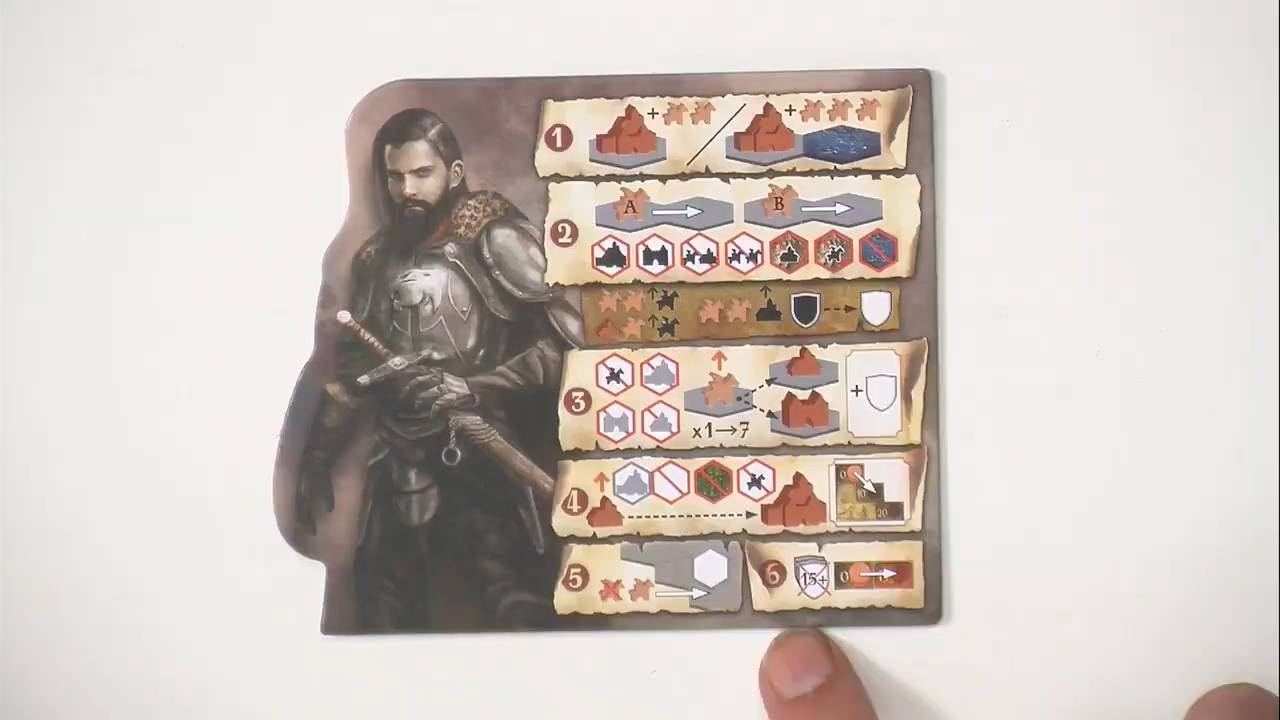 1 + / +
2 A B
3 x1→7 +
4 0 10 20
5
6 15+ 0